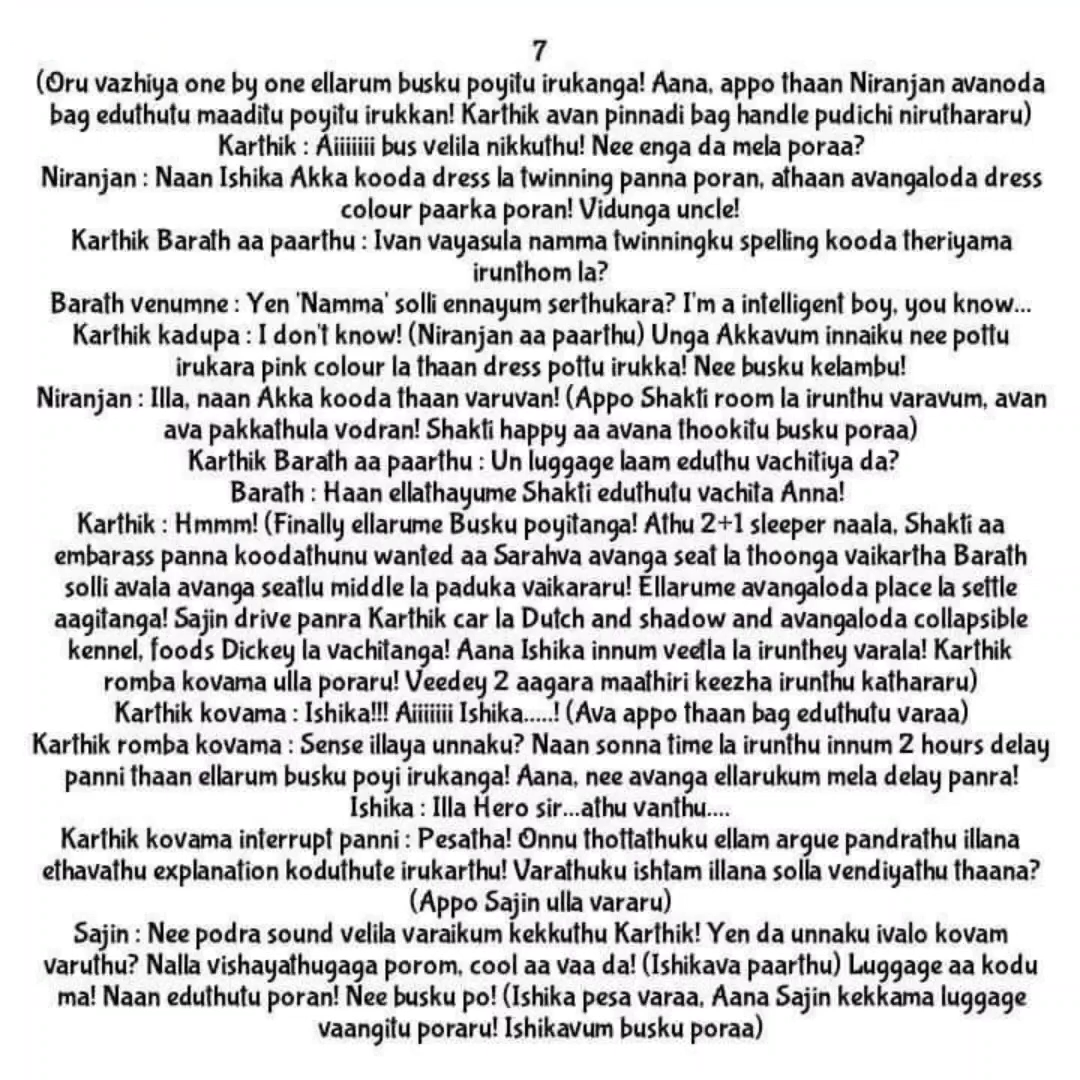 7
(Oru vazhiya one by one ellarum busku poyitu irukanga! Aana, appo thaan Niranjan avanoda
bag eduthutu maaditu poyitu irukkan! Karthik avan pinnadi bag handle pudichi niruthararu)
Karthik : Aiiiiiii bus velila nikkuthu! Nee enga da mela poraa?
Niranjan : Naan Ishika Akka kooda dress la twinning panna poran, athaan avangaloda dress
colour paarka poran! Vidunga uncle!
Karthik Barath aa paarthu : Ivan vayasula namma twinningku spelling kooda theriyama
irunthom la?
Barath venumne : Yen 'Namma' solli ennayum serthukara? I'm a intelligent boy, you know...
Karthik kadupa : I don't know! (Niranjan aa paarthu) Unga Akkavum innaiku nee pottu
irukara pink colour la thaan dress pottu irukka! Nee busku kelambu!
Niranjan : Illa, naan Akka kooda thaan varuvan! (Appo Shakti room la irunthu varavum, avan
ava pakkathula vodran! Shakti happy aa avana thookitu busku poraa)
Karthik Barath aa paarthu : Un luggage laam eduthu vachitiya da?
Barath : Haan ellathayume Shakti eduthutu vachita Anna!
Karthik : Hmmm! (Finally ellarume Busku poyitanga! Athu 2+1 sleeper naala, Shakti aa
embarass panna koodathunu wanted aa Sarahva avanga seat la thoonga vaikartha Barath
solli avala avanga seatlu middle la paduka vaikararu! Ellarume avangaloda place la settle
aagitanga! Sajin drive panra Karthik car la Dutch and shadow and avangaloda collapsible
kennel, foods Dickey la vachitanga! Aana Ishika innum veetla la irunthey varala! Karthik
romba kovama ulla poraru! Veedey 2 aagara maathiri keezha irunthu kathararu)
Karthik kovama : Ishika!!! Aiiiiiii Ishika.....! (Ava appo thaan bag eduthutu varaa)
Karthik romba kovama : Sense illaya unnaku? Naan sonna time la irunthu innum 2 hours delay
panni thaan ellarum busku poyi irukanga! Aana, nee avanga ellarukum mela delay panra!
Ishika : Illa Hero sir...athu vanthu....
Karthik kovama interrupt panni : Pesatha! Onnu thottathuku ellam argue pandrathu illana
ethavathu explanation koduthute irukarthu! Varathuku ishtam illana solla vendiyathu thaana?
(Appo Sajin ulla vararu)
Sajin : Nee podra sound velila varaikum kekkuthu Karthik! Yen da unnaku ivalo kovam
varuthu? Nalla vishayathugaga porom, cool aa vaa da! (Ishikava paarthu) Luggage aa kodu
ma! Naan eduthutu poran! Nee busku po! (Ishika pesa varaa, Aana Sajin kekkama luggage
vaangitu poraru! Ishikavum busku poraa)